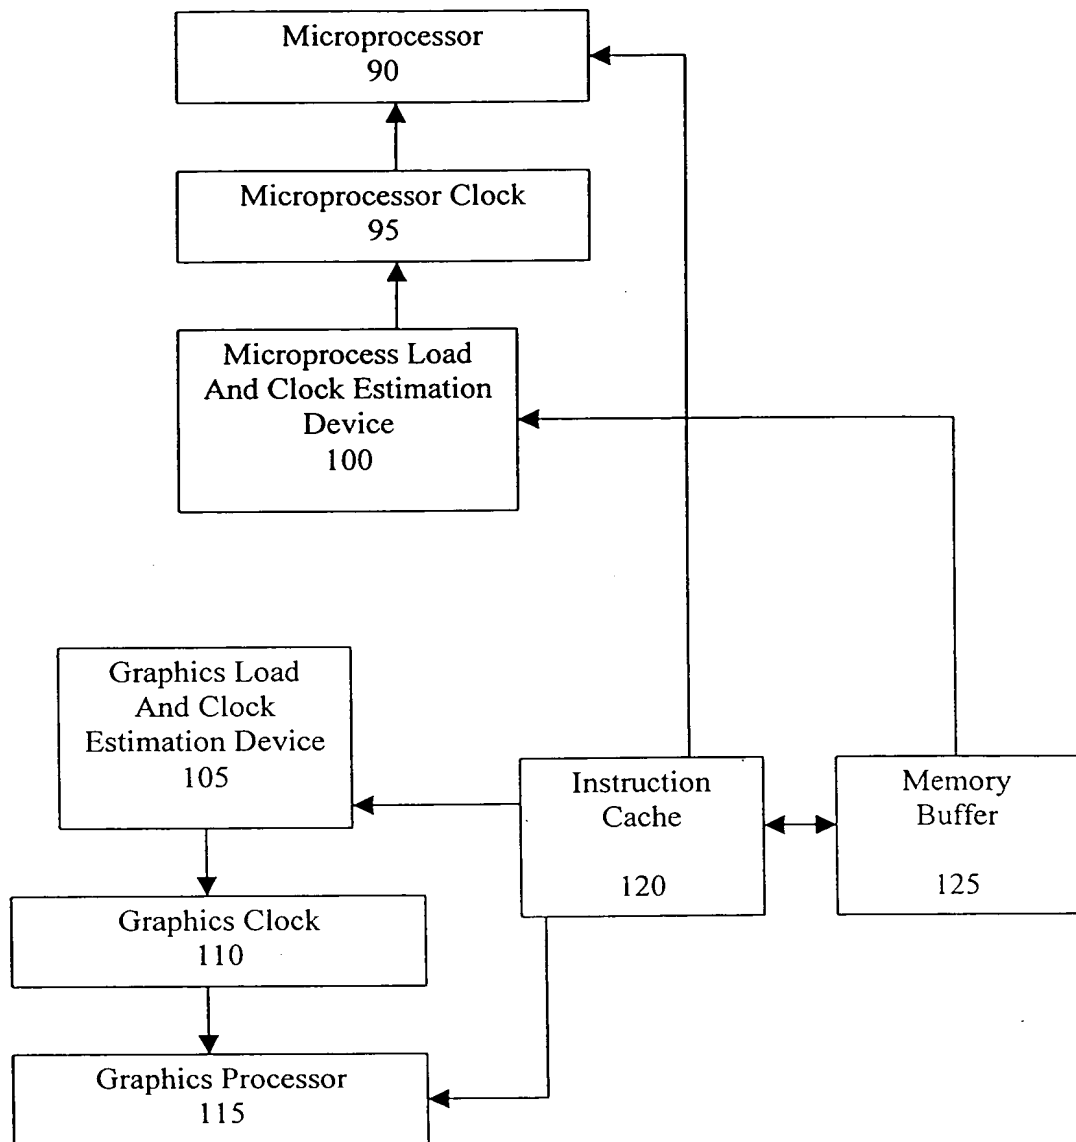 Microprocessor
90
Microprocessor Clock
95
Microprocess Load
And Clock Estimation
Device
100
Graphics Load
And Clock
Estimation Device
105
Instruction
Cache
120
Memory
Buffer
125
Graphics Clock
110
Graphics Processor
115